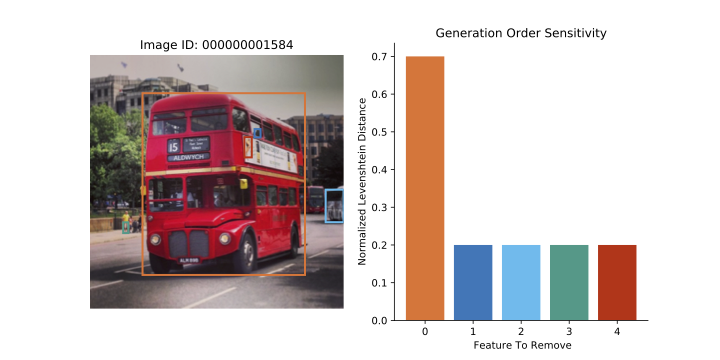 Image ID: 000000001584
15
ALDWYCH
Generation Order Sensitivity
Normalized Levenshtein Distance
0.7
0.6
0.5
0.4
0.3
0.2
0.1
0.0
0 1 2 3 4
Feature To Remove